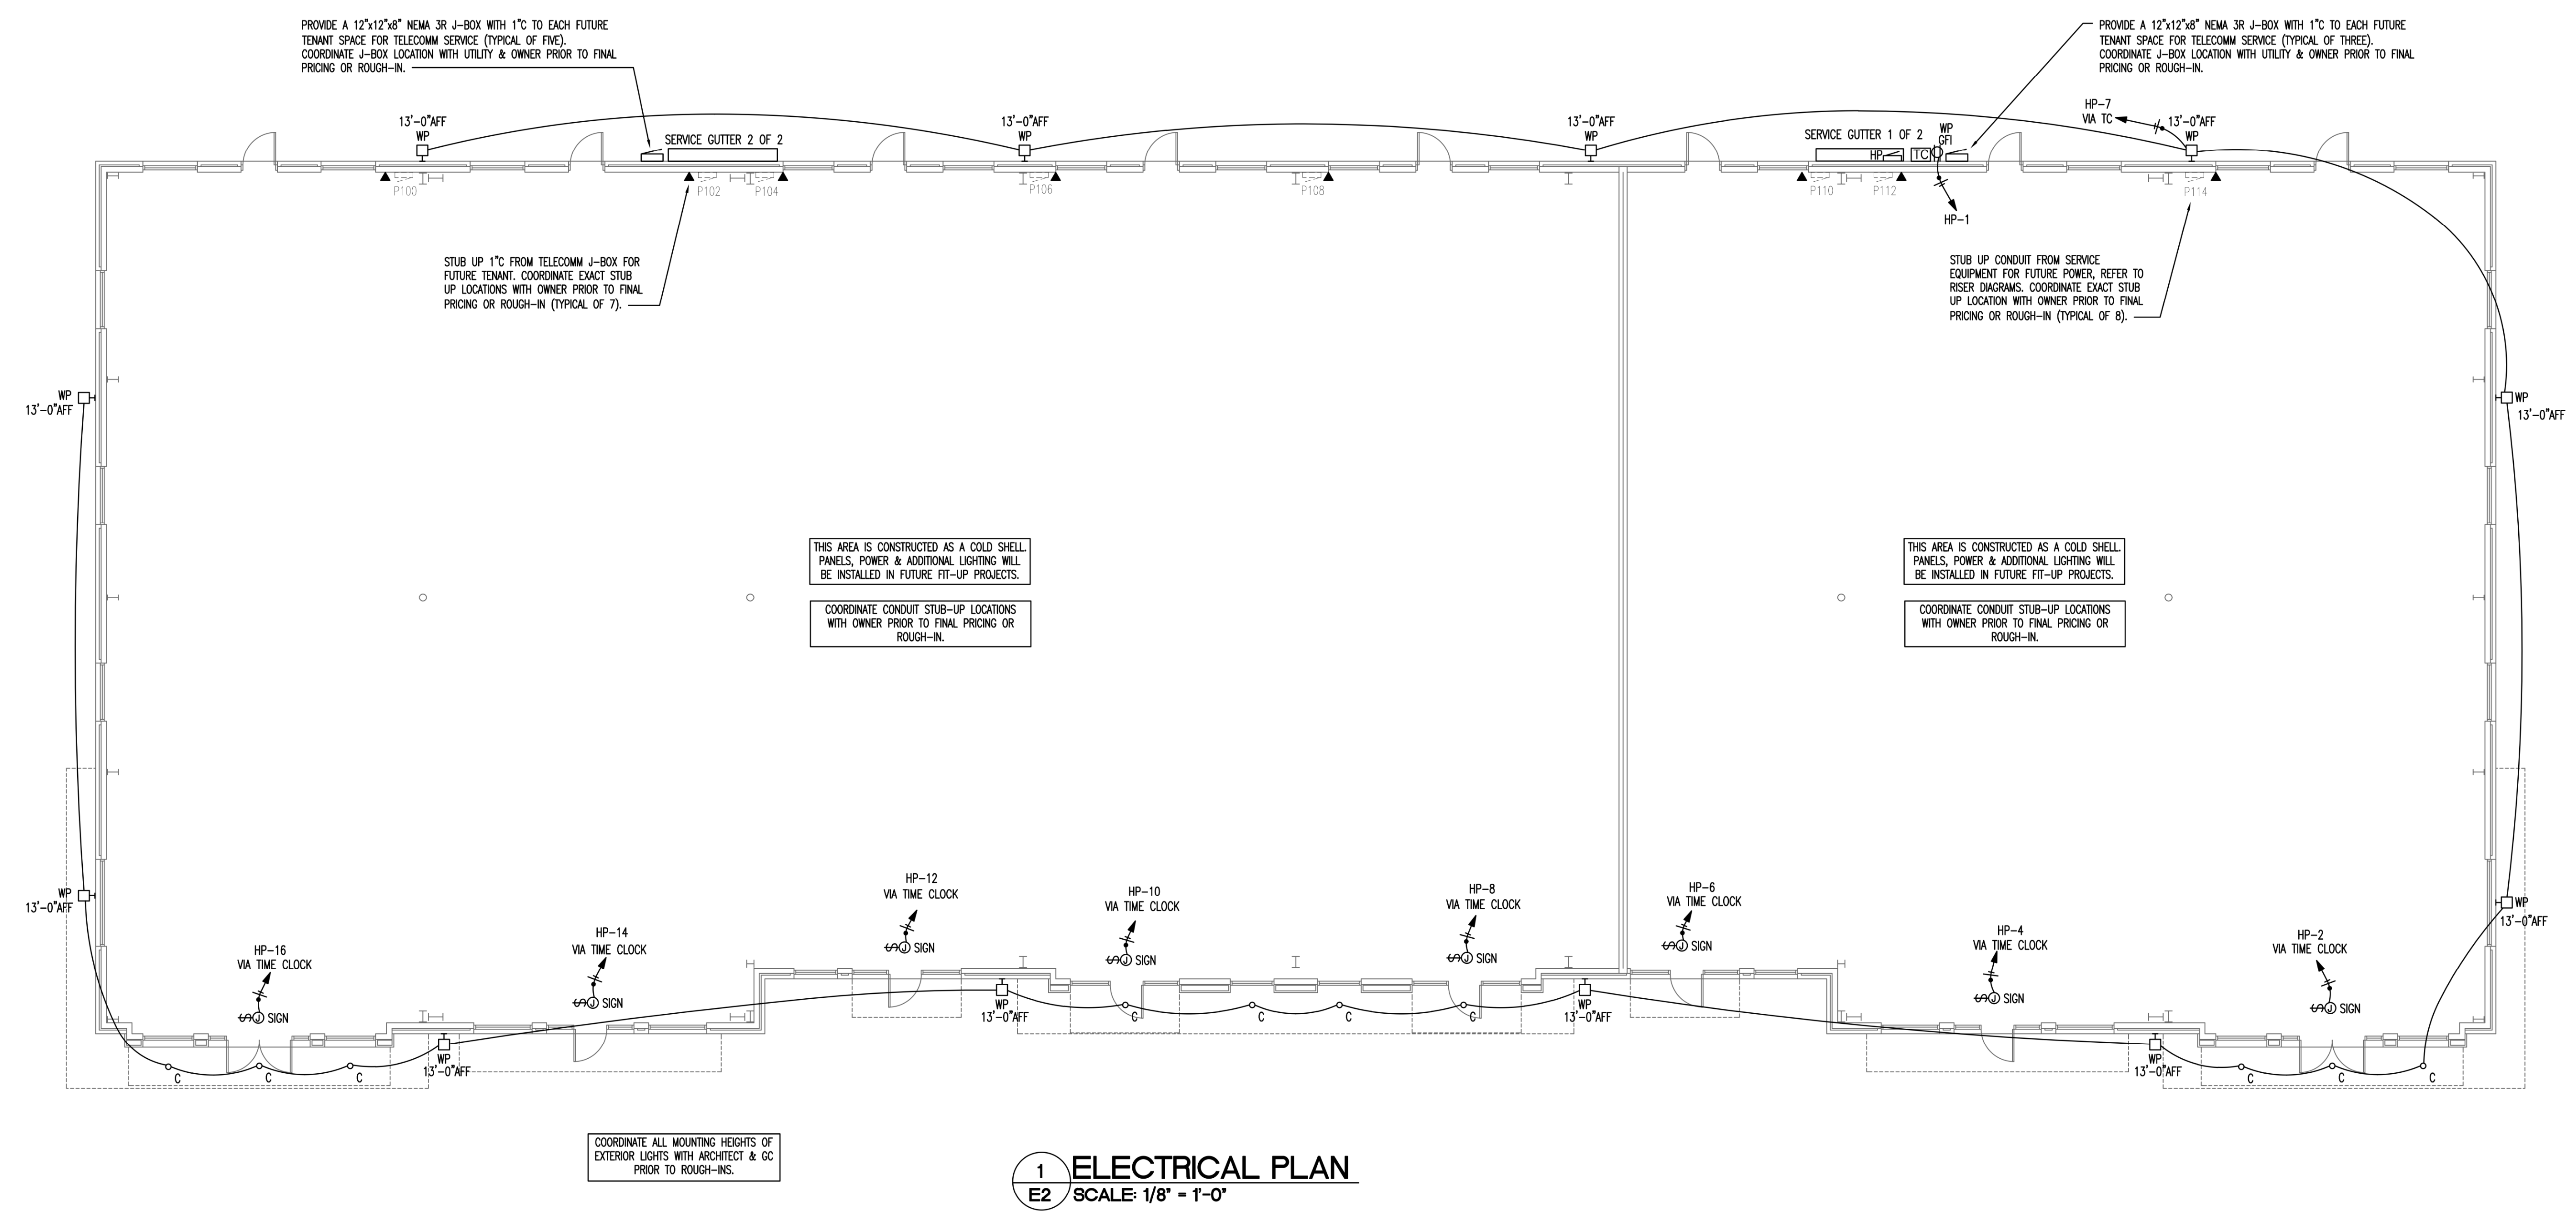 PROVIDE A 12"x12"x8" NEMA 3R J-BOX WITH 1"C TO EACH FUTURE
TENANT SPACE FOR TELECOMM SERVICE (TYPICAL OF FIVE).
COORDINATE J-BOX LOCATION WITH UTILITY & OWNER PRIOR TO FINAL
PRICING OR ROUGH-IN.
PROVIDE A 12"x12"x8" NEMA 3R J-BOX WITH 1"C TO EACH FUTURE
TENANT SPACE FOR TELECOMM SERVICE (TYPICAL OF THREE).
COORDINATE J-BOX LOCATION WITH UTILITY & OWNER PRIOR TO FINAL
PRICING OR ROUGH-IN.
13'-0"AFF
WP
SERVICE GUTTER 2 OF 2
13'-0"AFF
WP
13'-0"AFF
WP
SERVICE GUTTER 1 OF 2
HP
TC
WP
GFI
HP-7
VIA TC
13'-0"AFF
WP
P100
P102
P104
P106
P108
P110
P112
P114
HP-1
STUB UP 1"C FROM TELECOMM J-BOX FOR
FUTURE TENANT. COORDINATE EXACT STUB
UP LOCATIONS WITH OWNER PRIOR TO FINAL
PRICING OR ROUGH-IN (TYPICAL OF 7).
STUB UP CONDUIT FROM SERVICE
EQUIPMENT FOR FUTURE POWER, REFER TO
RISER DIAGRAMS. COORDINATE EXACT STUB
UP LOCATION WITH OWNER PRIOR TO FINAL
PRICING OR ROUGH-IN (TYPICAL OF 8).
WP
13'-0"AFF
WP
13'-0"AFF
THIS AREA IS CONSTRUCTED AS A COLD SHELL.
PANELS, POWER & ADDITIONAL LIGHTING WILL
BE INSTALLED IN FUTURE FIT-UP PROJECTS.
COORDINATE CONDUIT STUB-UP LOCATIONS
WITH OWNER PRIOR TO FINAL PRICING OR
ROUGH-IN.
THIS AREA IS CONSTRUCTED AS A COLD SHELL.
PANELS, POWER & ADDITIONAL LIGHTING WILL
BE INSTALLED IN FUTURE FIT-UP PROJECTS.
COORDINATE CONDUIT STUB-UP LOCATIONS
WITH OWNER PRIOR TO FINAL PRICING OR
ROUGH-IN.
WP
13'-0"AFF
WP
13'-0"AFF
HP-16
VIA TIME CLOCK
J SIGN
HP-14
VIA TIME CLOCK
J SIGN
HP-12
VIA TIME CLOCK
J SIGN
HP-10
VIA TIME CLOCK
J SIGN
HP-8
VIA TIME CLOCK
J SIGN
HP-6
VIA TIME CLOCK
J SIGN
HP-4
VIA TIME CLOCK
J SIGN
HP-2
VIA TIME CLOCK
J SIGN
C
C
C
WP
13'-0"AFF
WP
13'-0"AFF
C
C
C
C
WP
13'-0"AFF
WP
13'-0"AFF
C
C
C
COORDINATE ALL MOUNTING HEIGHTS OF
EXTERIOR LIGHTS WITH ARCHITECT & GC
PRIOR TO ROUGH-INS.
1
E2
ELECTRICAL PLAN
SCALE: 1/8" = 1'-0"